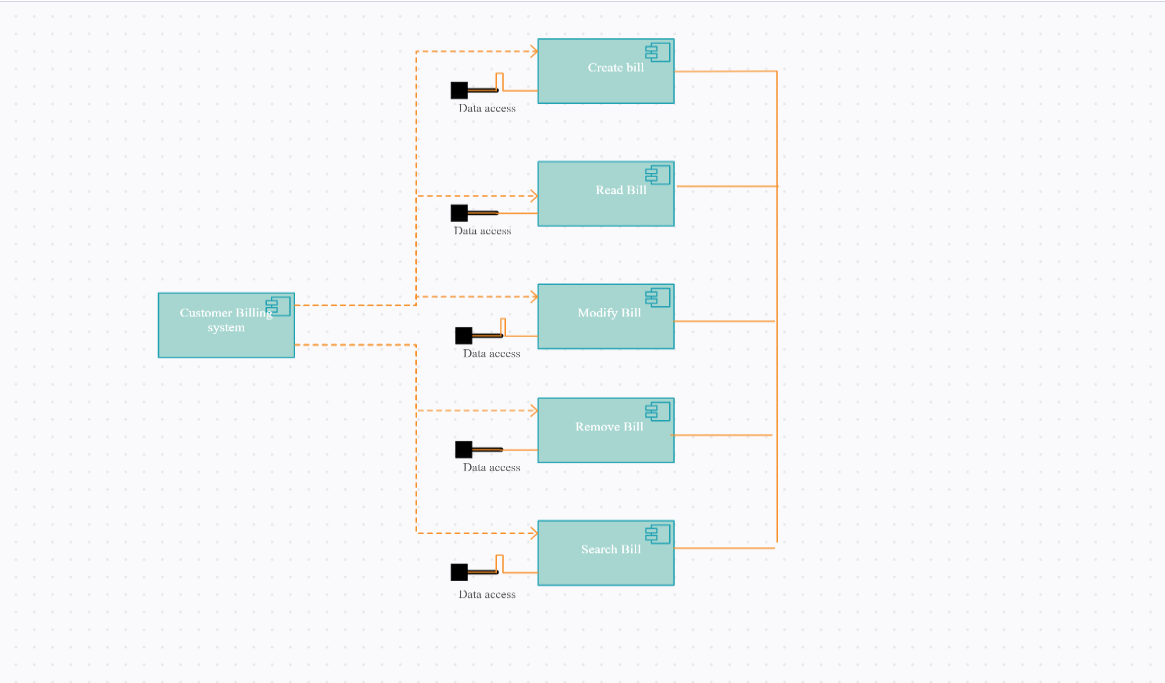 Create bill
Data access
Read Bill
Data access
Customer Billing
system
Modify Bill
Data access
Remove Bill
Data access
Search Bill
Data access